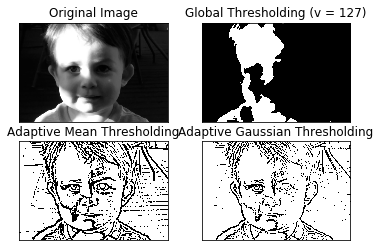 Original Image
Global Thresholding (v = 127)
Adaptive Mean Thresholding
Adaptive Gaussian Thresholding